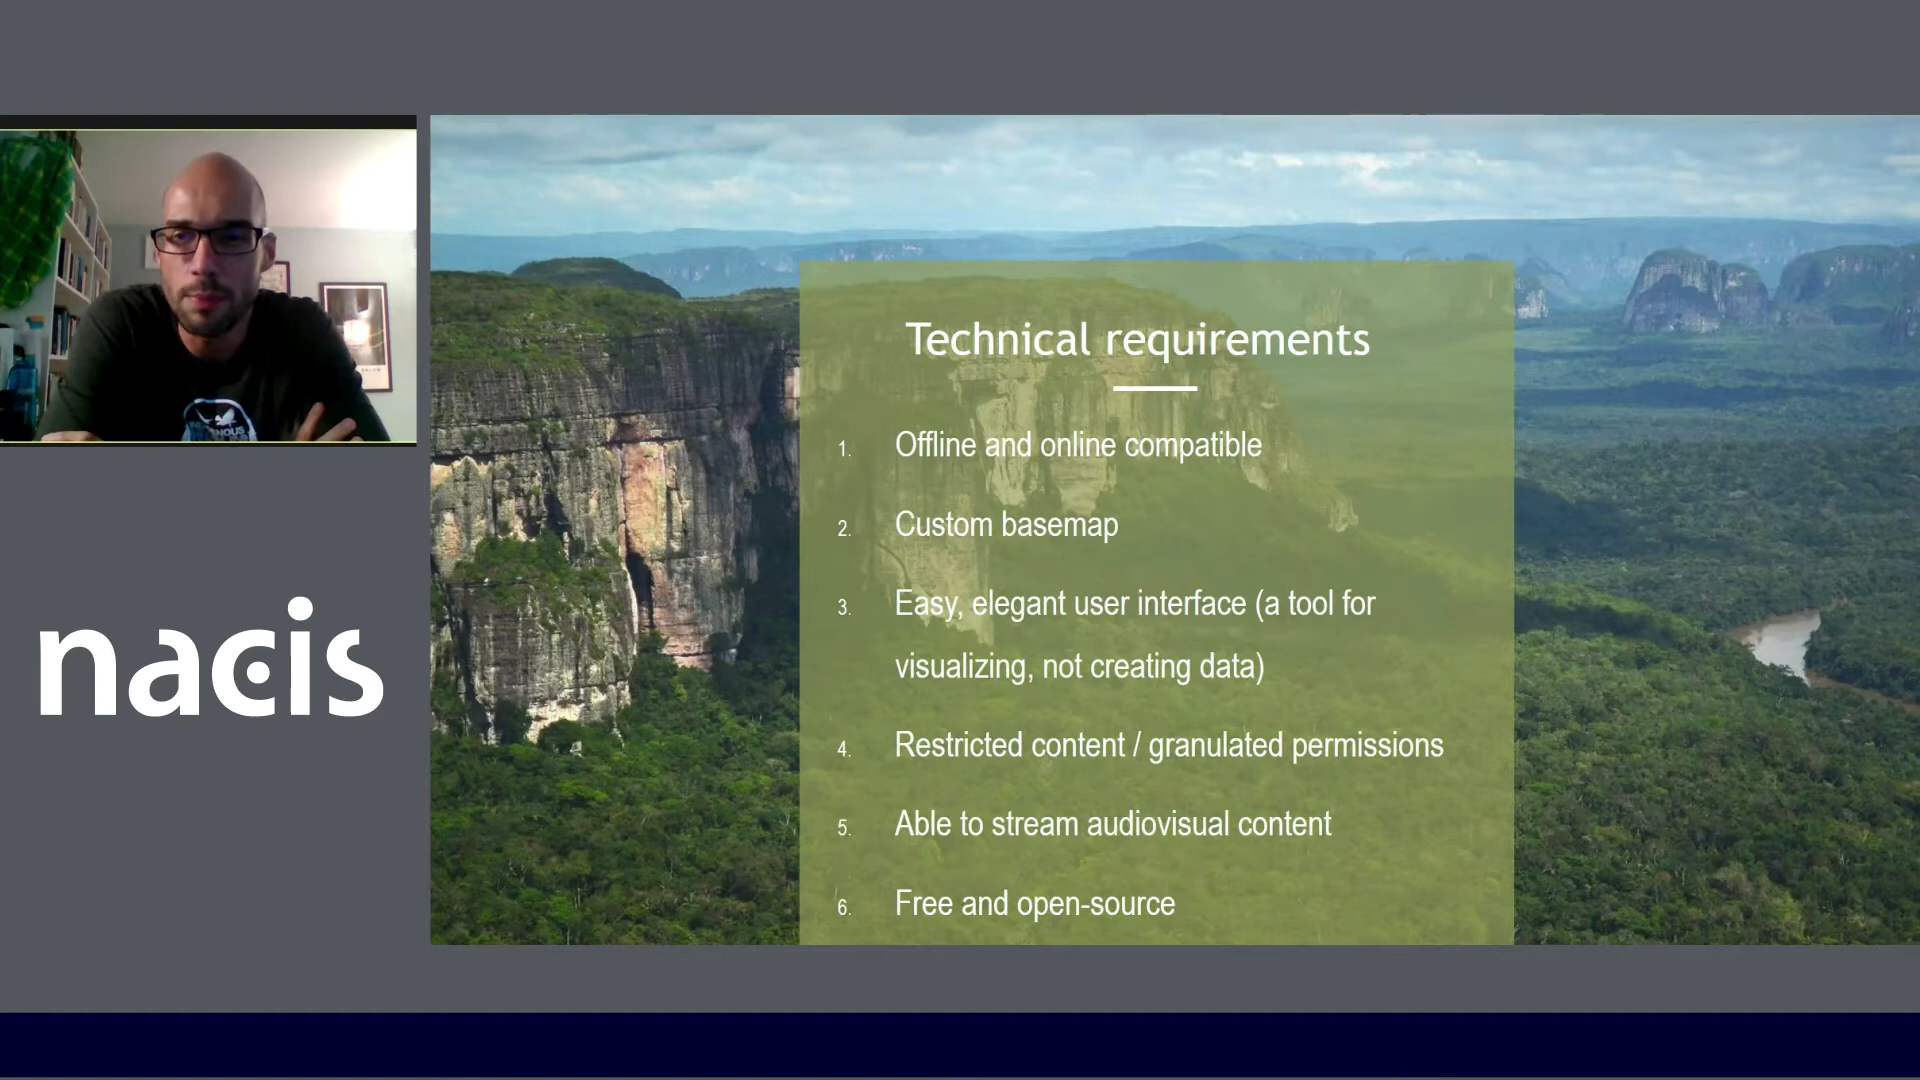 nacis
Technical requirements
1. Offline and online compatible
2. Custom basemap
3. Easy, elegant user interface (a tool for
visualizing, not creating data)
4. Restricted content / granulated permissions
5. Able to stream audiovisual content
6. Free and open-source